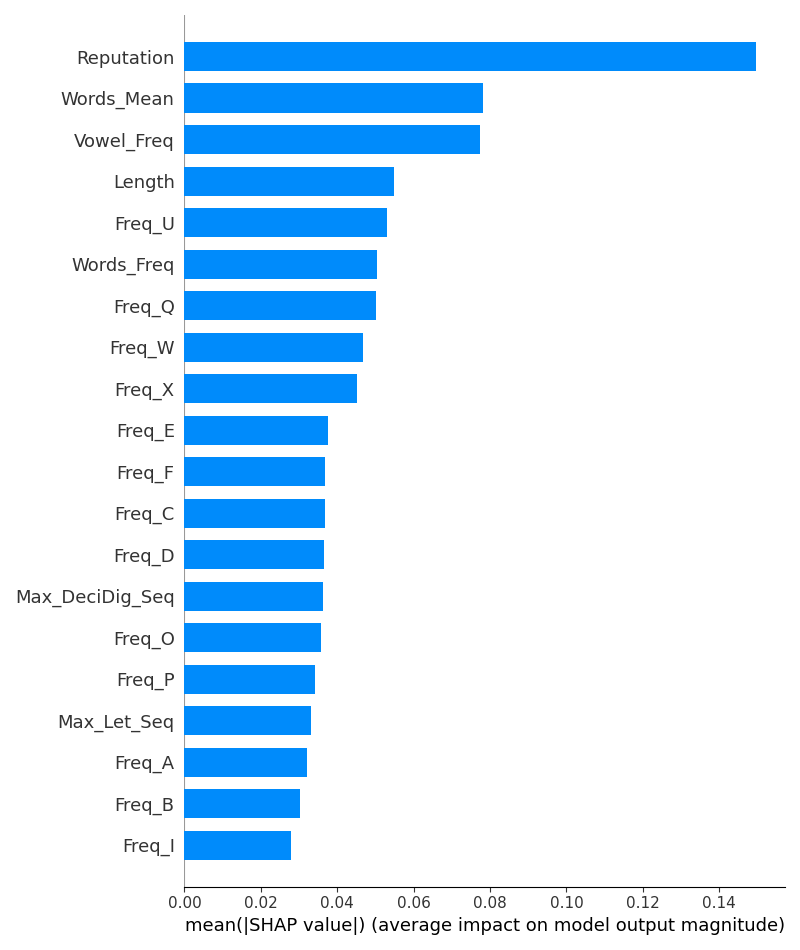 Reputation
Words_Mean
Vowel_Freq
Length
Freq_U
Words_Freq
Freq_Q
Freq_W
Freq_X
Freq_E
Freq_F
Freq_C
Freq_D
Max_DeciDig_Seq
Freq_O
Freq_P
Max_Let_Seq
Freq_A
Freq_B
Freq_I
0.00 0.02 0.04 0.06 0.08 0.10 0.12 0.14
mean(|SHAP value|) (average impact on model output magnitude)